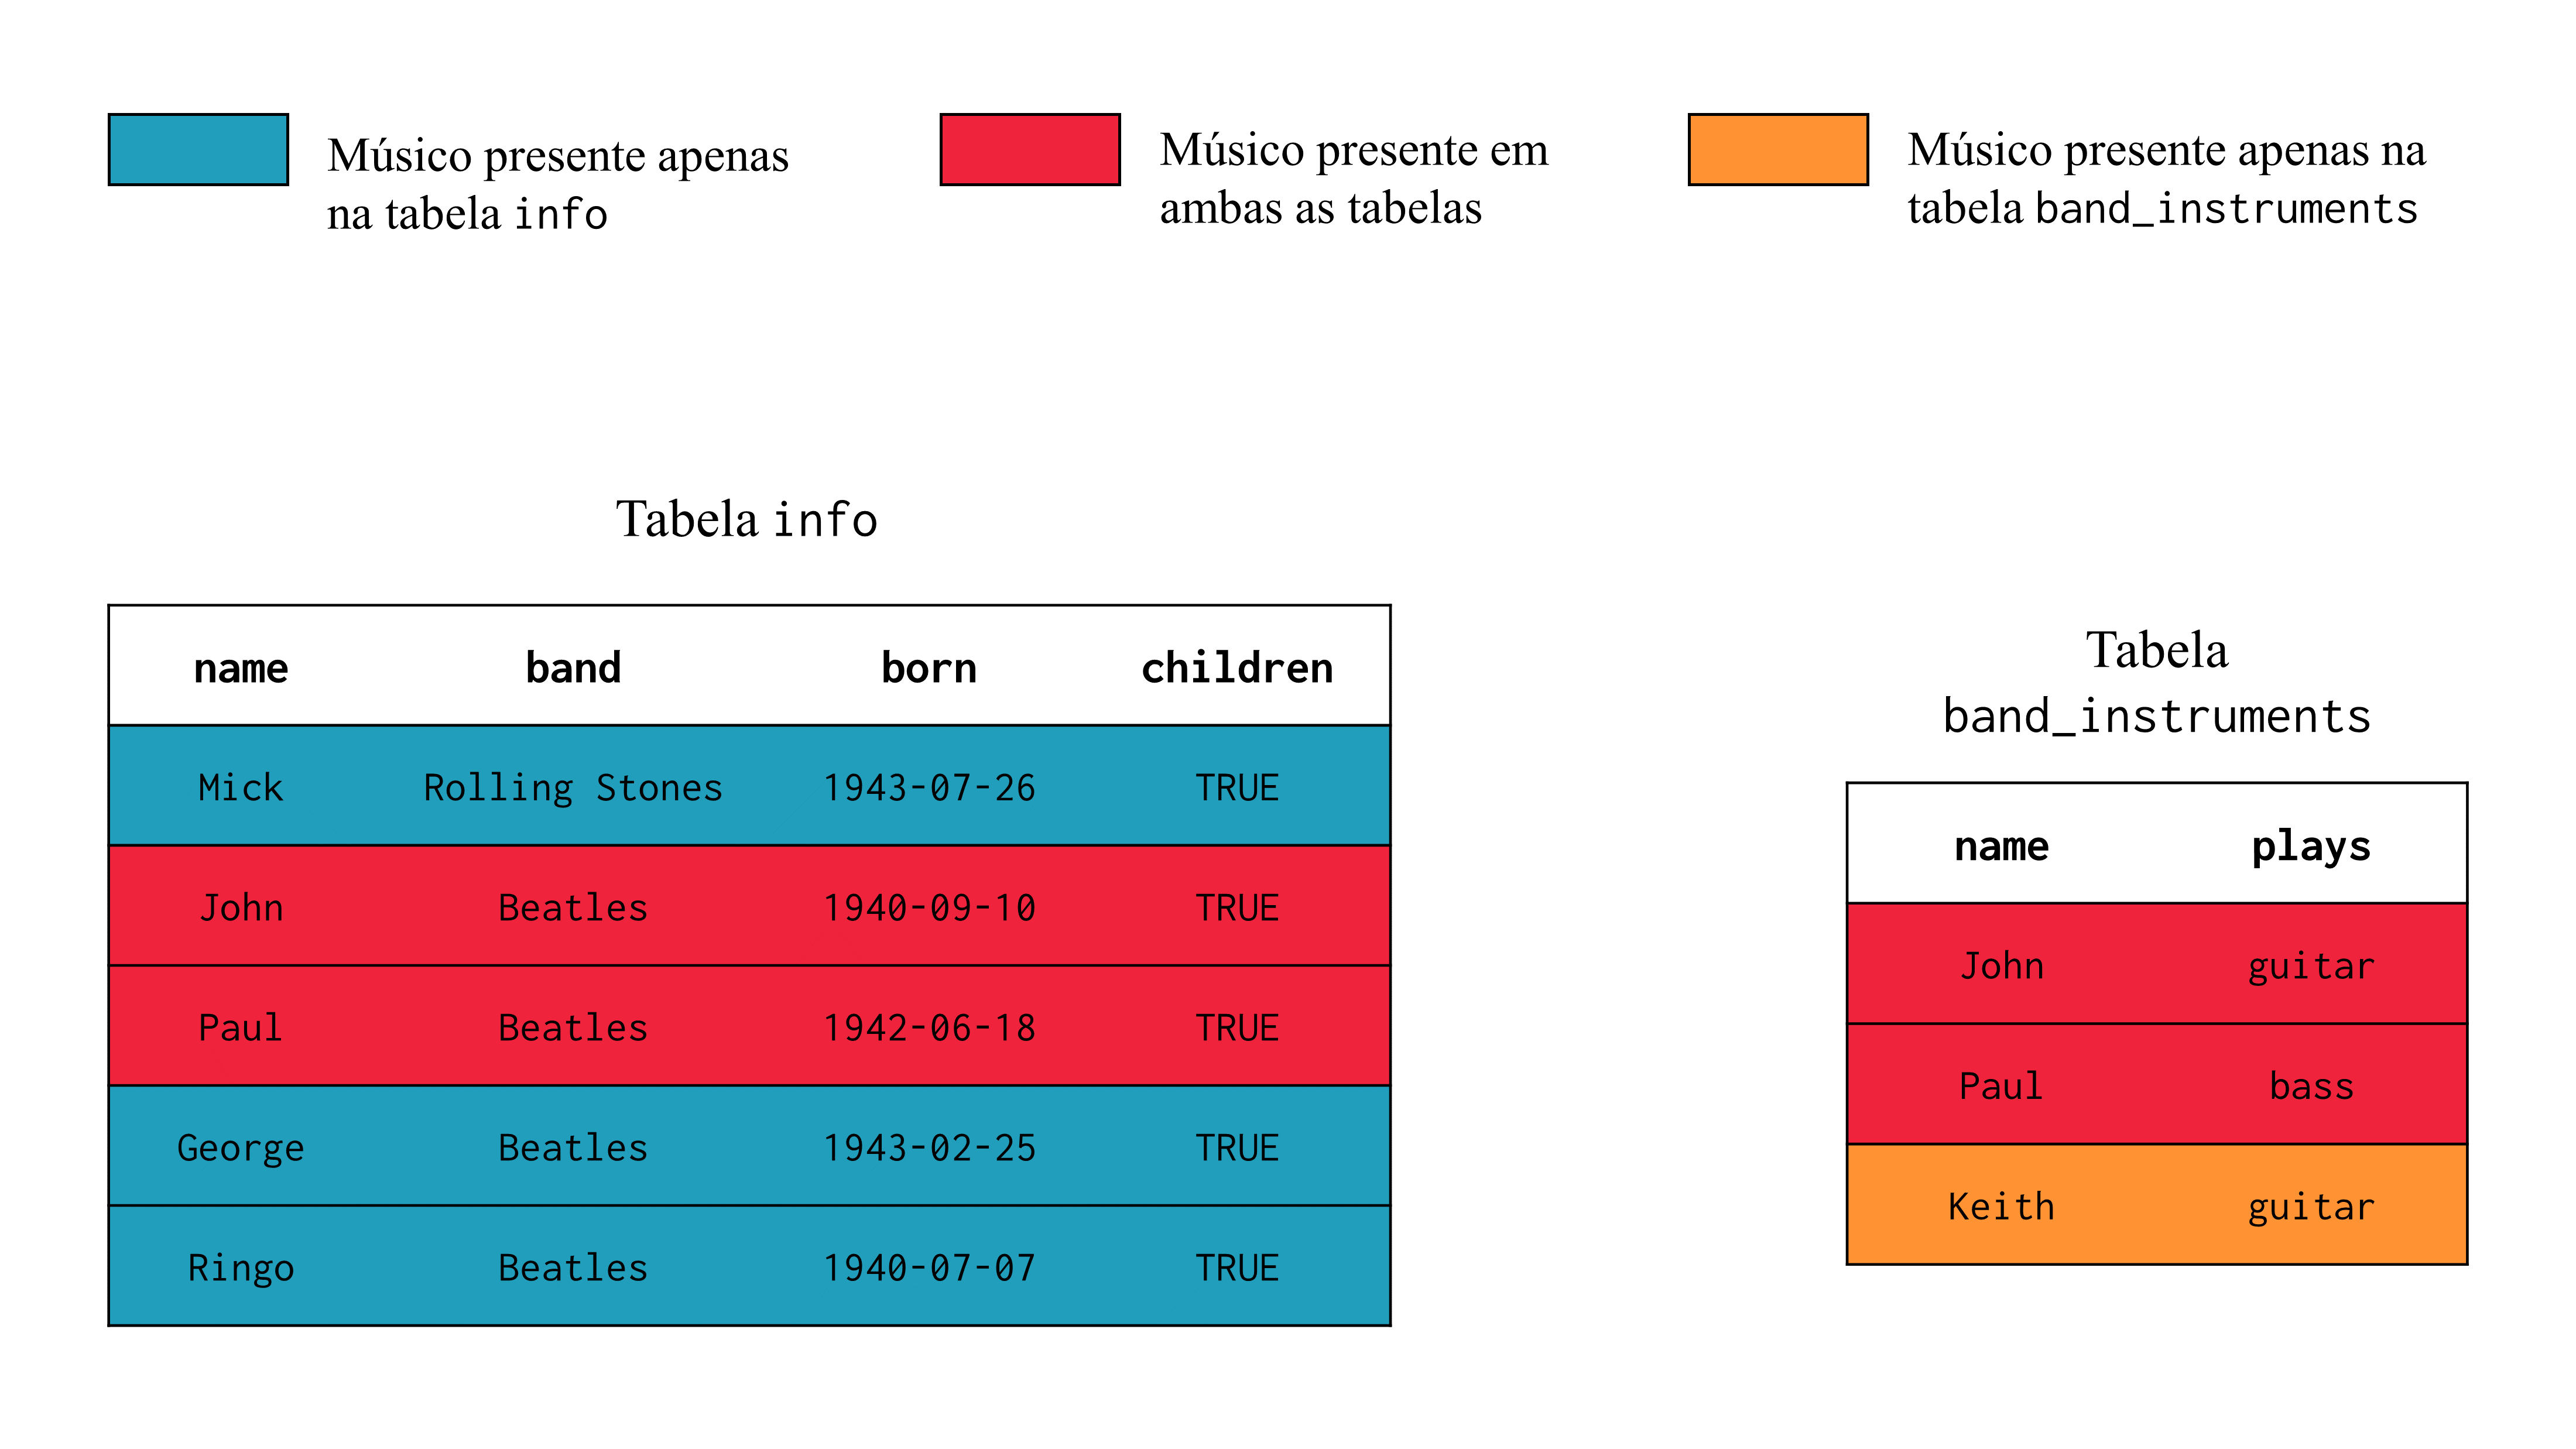 Músico presente apenas
na tabela info
Músico presente em
ambas as tabelas
Músico presente apenas na
tabela band_instruments
Tabela info
name band born children
Mick Rolling Stones 1943-07-26 TRUE
John Beatles 1940-09-10 TRUE
Paul Beatles 1942-06-18 TRUE
George Beatles 1943-02-25 TRUE
Ringo Beatles 1940-07-07 TRUE
Tabela
band_instruments
name plays
John guitar
Paul bass
Keith guitar